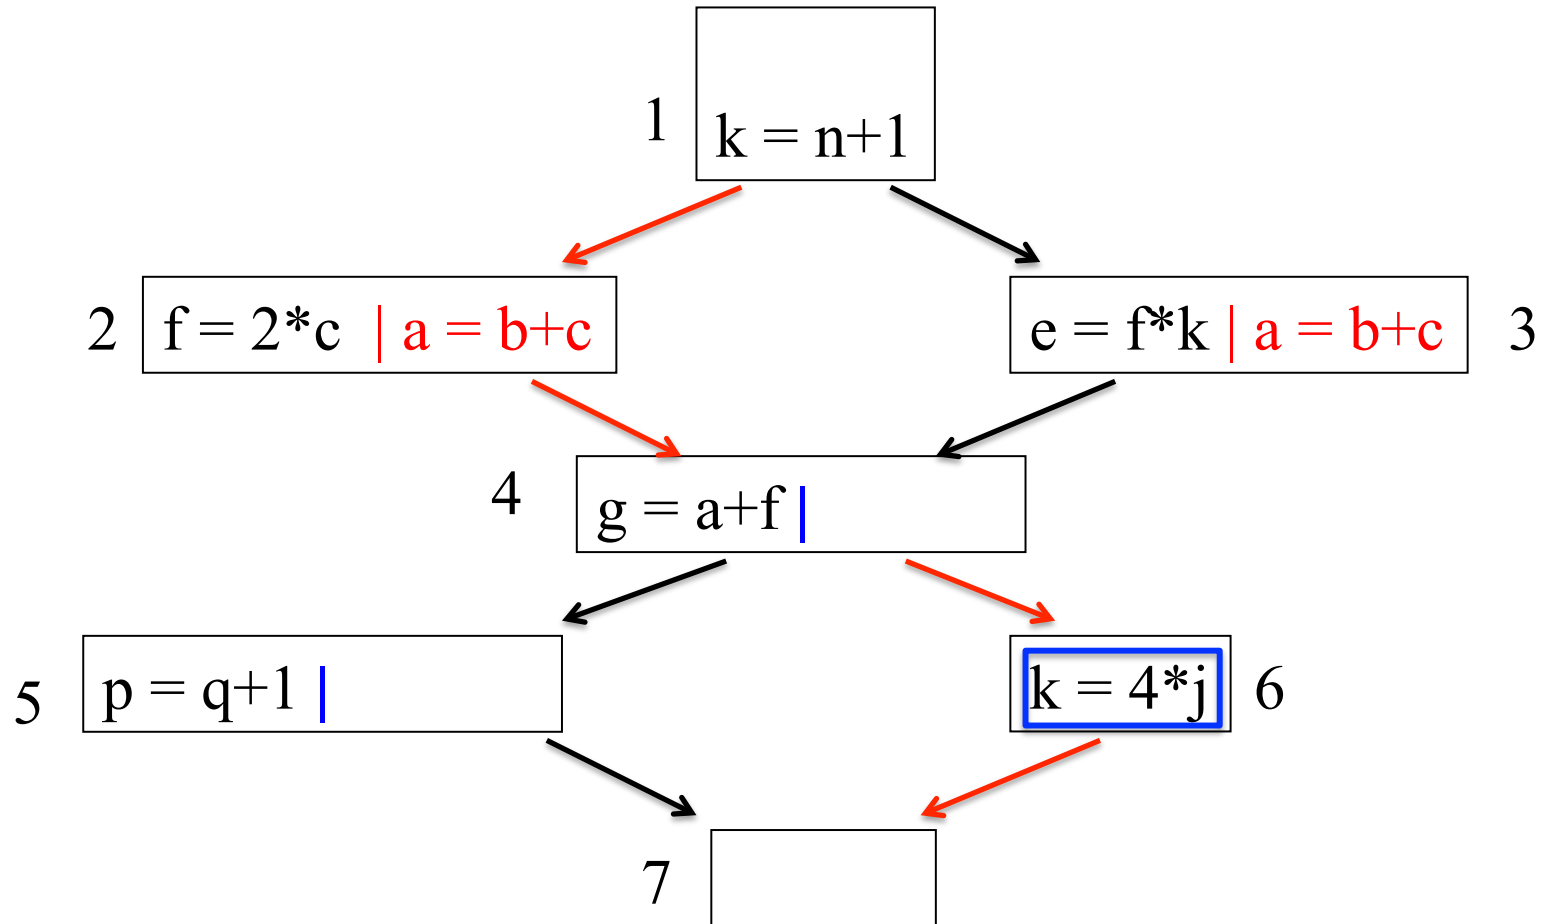 1
k = n+1
2
f = 2*c | a = b+c
e = f*k | a = b+c
3
4
g = a+f |
5
p = q+1 |
k = 4*j
6
7